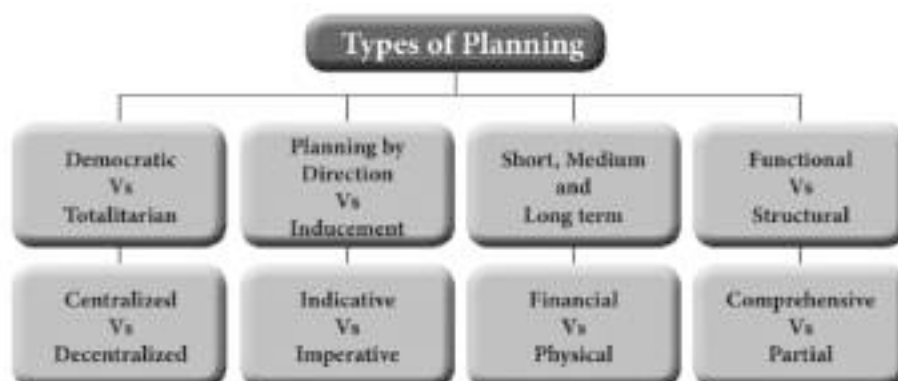 Types of Planning
Democratic
Vs
Totalitarian
Planning by
Direction
Vs
Inducement
Short, Medium
and
Long term
Functional
Vs
Structural
Centralized
Vs
Decentralized
Indicative
Vs
Imperative
Financial
Vs
Physical
Comprehensive
Vs
Partial